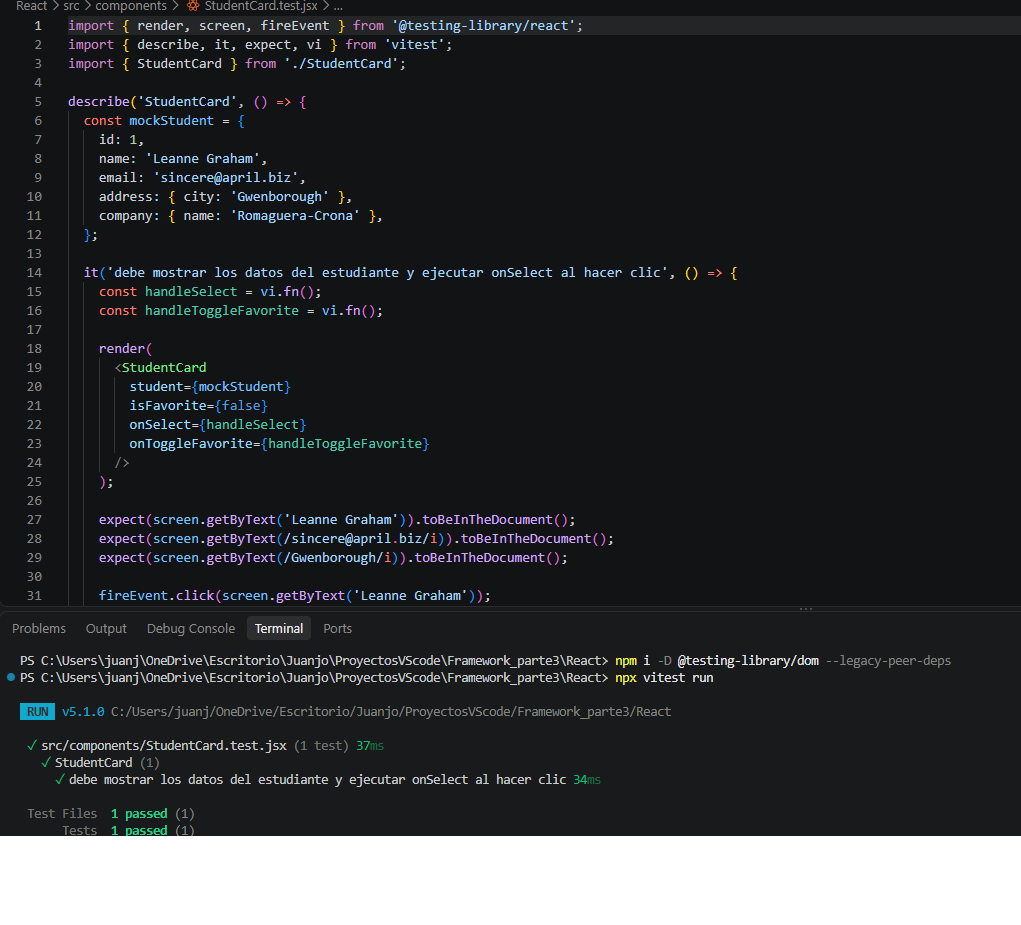 React > src > components > StudentCard.test.jsx > ...
1 import { render, screen, fireEvent } from '@testing-library/react';
2 import { describe, it, expect, vi } from 'vitest';
3 import { StudentCard } from './StudentCard';
4
5 describe('StudentCard', () => {
6 const mockStudent = {
7 id: 1,
8 name: 'Leanne Graham',
9 email: 'sincere@april.biz',
10 address: { city: 'Gwenborough' },
11 company: { name: 'Romaguera-Crona' },
12 };
13
14 it('debe mostrar los datos del estudiante y ejecutar onSelect al hacer clic', () => {
15 const handleSelect = vi.fn();
16 const handleToggleFavorite = vi.fn();
17
18 render(
19 <StudentCard
20 student={mockStudent}
21 isFavorite={false}
22 onSelect={handleSelect}
23 onToggleFavorite={handleToggleFavorite}
24 />
25 );
26
27 expect(screen.getByText('Leanne Graham')).toBeInTheDocument();
28 expect(screen.getByText(/sincere@april.biz/i)).toBeInTheDocument();
29 expect(screen.getByText(/Gwenborough/i)).toBeInTheDocument();
30
31 fireEvent.click(screen.getByText('Leanne Graham'));
Problems Output Debug Console Terminal Ports
PS C:\Users\juanj\OneDrive\Escritorio\Juanjo\ProyectosVScode\Framework_parte3\React> npm i -D @testing-library/dom --legacy-peer-deps
PS C:\Users\juanj\OneDrive\Escritorio\Juanjo\ProyectosVScode\Framework_parte3\React> npx vitest run
RUN v5.1.0 C:/Users/juanj/OneDrive/Escritorio/Juanjo/ProyectosVScode/Framework_parte3/React
✓ src/components/StudentCard.test.jsx (1 test) 37ms
✓ StudentCard (1)
✓ debe mostrar los datos del estudiante y ejecutar onSelect al hacer clic 34ms
Test Files 1 passed (1)
Tests 1 passed (1)